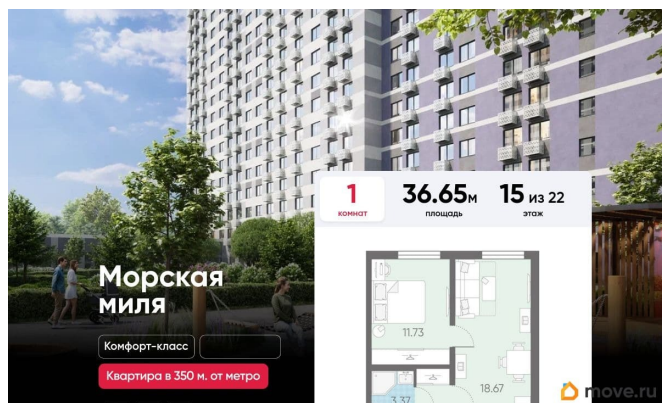 1
комнат
36.65м
площадь
15 из 22
этаж
Морская
миля
Комфорт-класс
Квартира в 350 м. от метро
11.73
18.67
3.37
move.ru